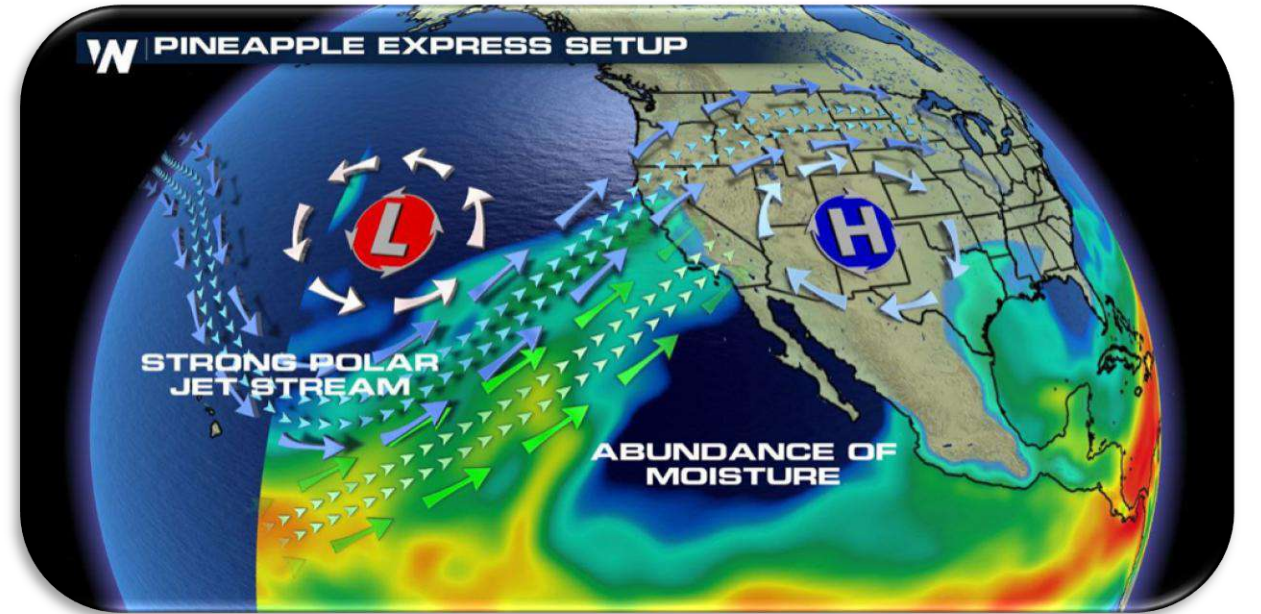 W PINEAPPLE EXPRESS SETUP
L
H
STRONG POLAR
JET STREAM
ABUNDANCE OF
MOISTURE